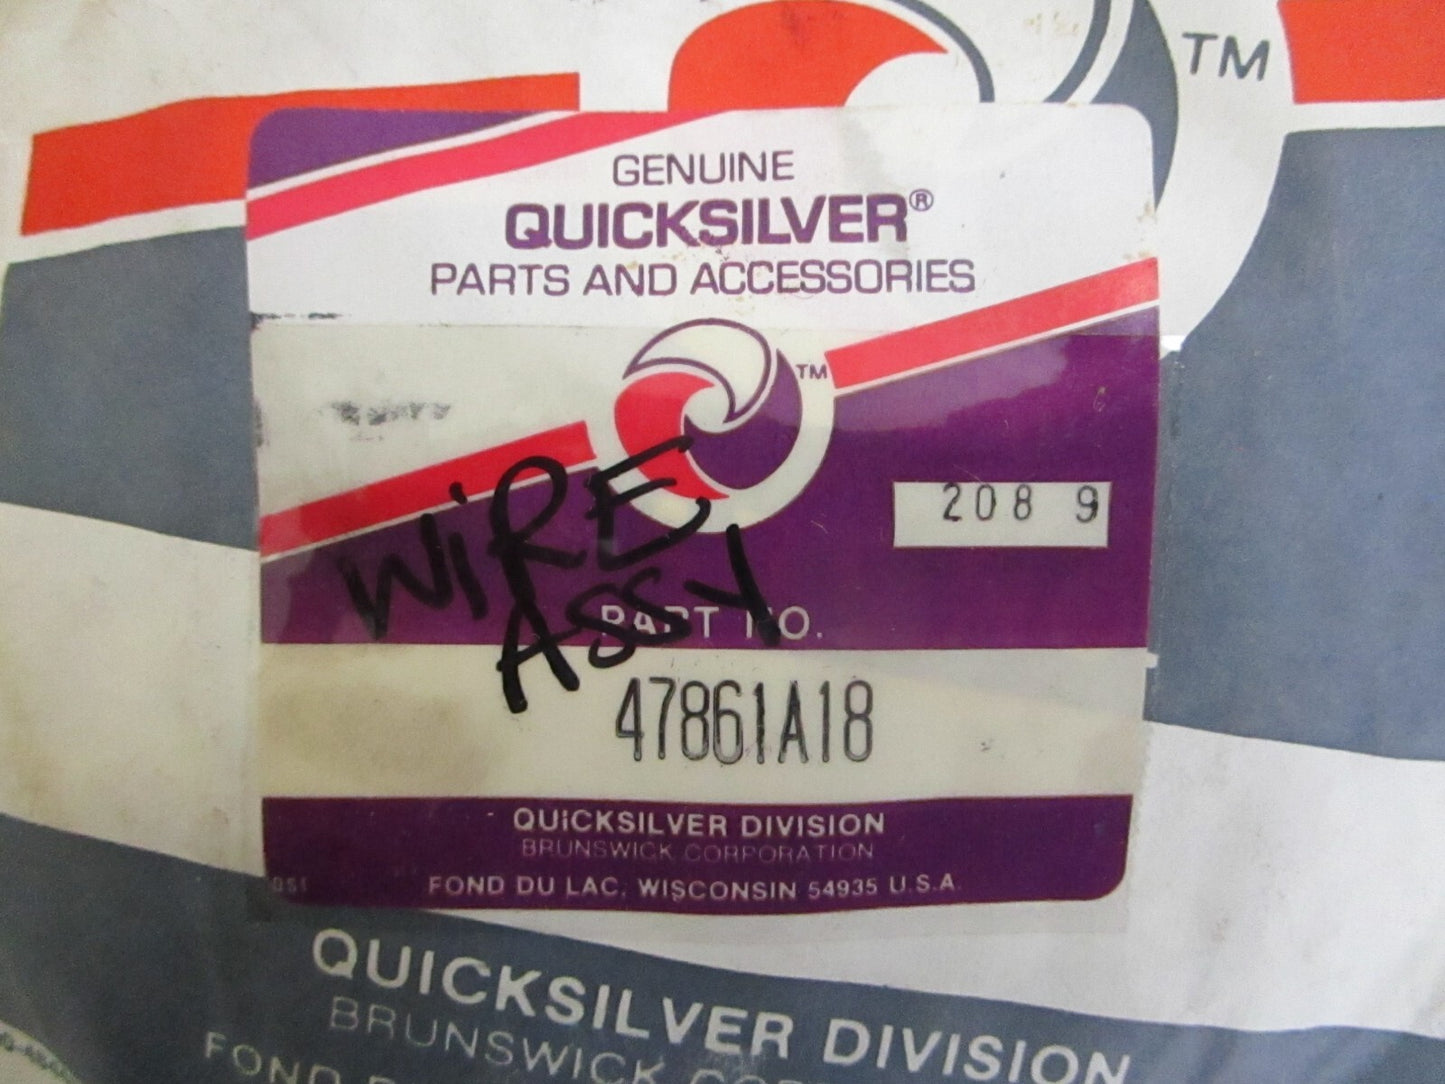 TM
GENUINE
QUICKSILVER®
PARTS AND ACCESSORIES
TM
208 9
WiRE
ASSY
PART NO.
47861A18
QUICKSILVER DIVISION
BRUNSWICK CORPORATION
FOND DU LAC, WISCONSIN 54935 U.S.A.
QUICKSILVER DIVISION
BRUNSWICK
FOND